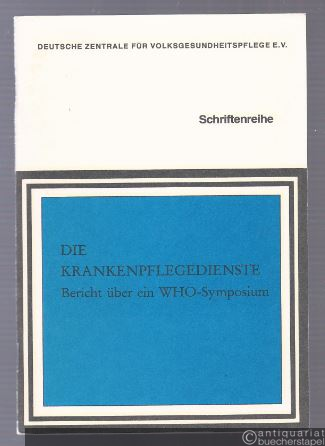 DEUTSCHE ZENTRALE FÜR VOLKSGESUNDHEITSPFLEGE E.V.
Schriftenreihe
DIE
KRANKENPFLEGEDIENSTE
Bericht über ein WHO-Symposium
antiquariat
buecherstapel